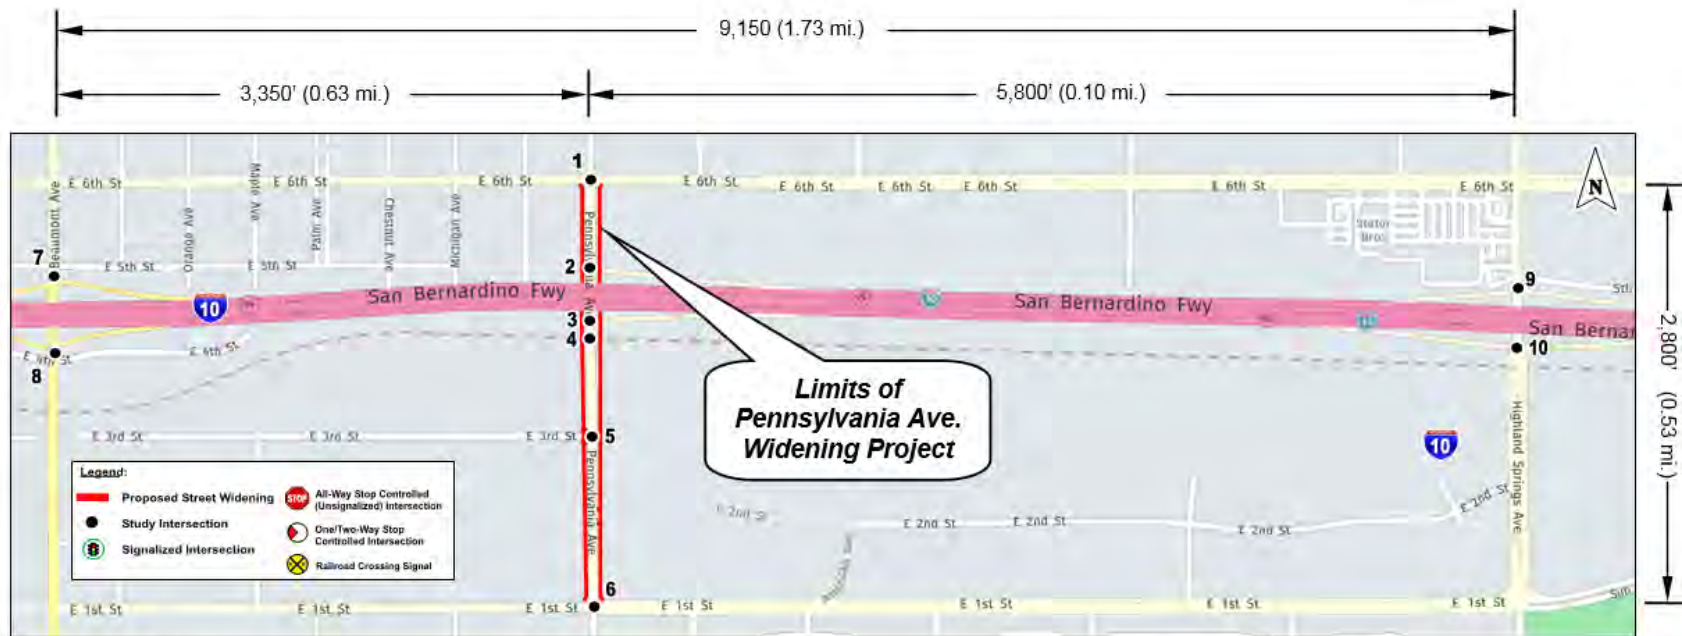 9,150 (1.73 mi.)
3,350' (0.63 mi.)
5,800' (0.10 mi.)
1
N
E 6th St
E 6th St
E 6th St
E 6th St
E 6th St
E 6th St
E 6th St
E 6th St
E 6th St
Beaumont Ave
Orange Ave
Maple Ave
Palm Ave
Chestnut Ave
Michigan Ave
Pennsylvania Ave
Stater
Bros
7
E 5th St
E 5th St
2
9
5th
10
San Bernardino Fwy
San Bernardino Fwy
San Bernar
3
4
10
8
E 4th St
E 4th St
2,800' (0.53 mi.)
Limits of
Pennsylvania Ave.
Widening Project
E 3rd St
E 3rd St
E 3rd St
5
10
Highland Springs Ave
Pennsylvania Ave
E 2nd St
E 2nd St
E 2nd St
E 2nd St
E 2nd St
Legend:
Proposed Street Widening
Study Intersection
Signalized Intersection
STOP
All-Way Stop Controlled
(Unsignalized) Intersection
One/Two-Way Stop
Controlled Intersection
Railroad Crossing Signal
6
E 1st St
E 1st St
E 1st St
E 1st St
E 1st St
E 1st St
E 1st St